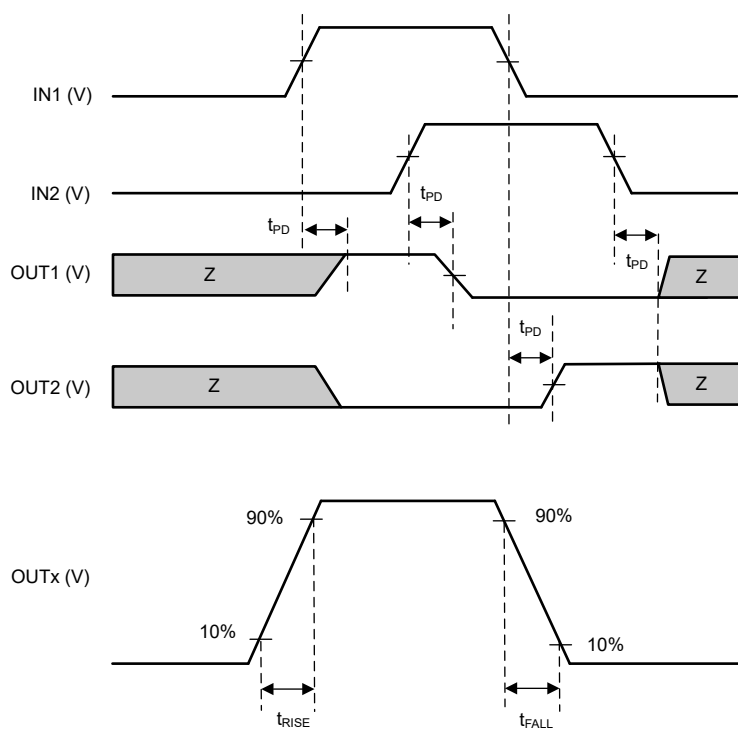 IN1 (V)
IN2 (V)
tPD
tPD
OUT1 (V)
Z
tPD
Z
tPD
OUT2 (V)
Z
Z
90%
90%
OUTx (V)
10%
10%
tRISE
tFALL